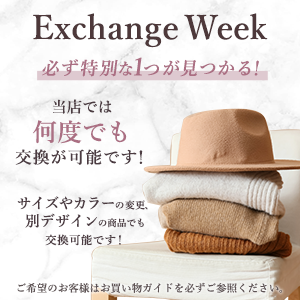 Exchange Week
必ず特別な1つが見つかる!
当店では
何度でも
交換が可能です!
サイズやカラーの変更、
別デザインの商品でも
交換可能です!
ご希望のお客様はお買い物ガイドを必ずご参照ください。